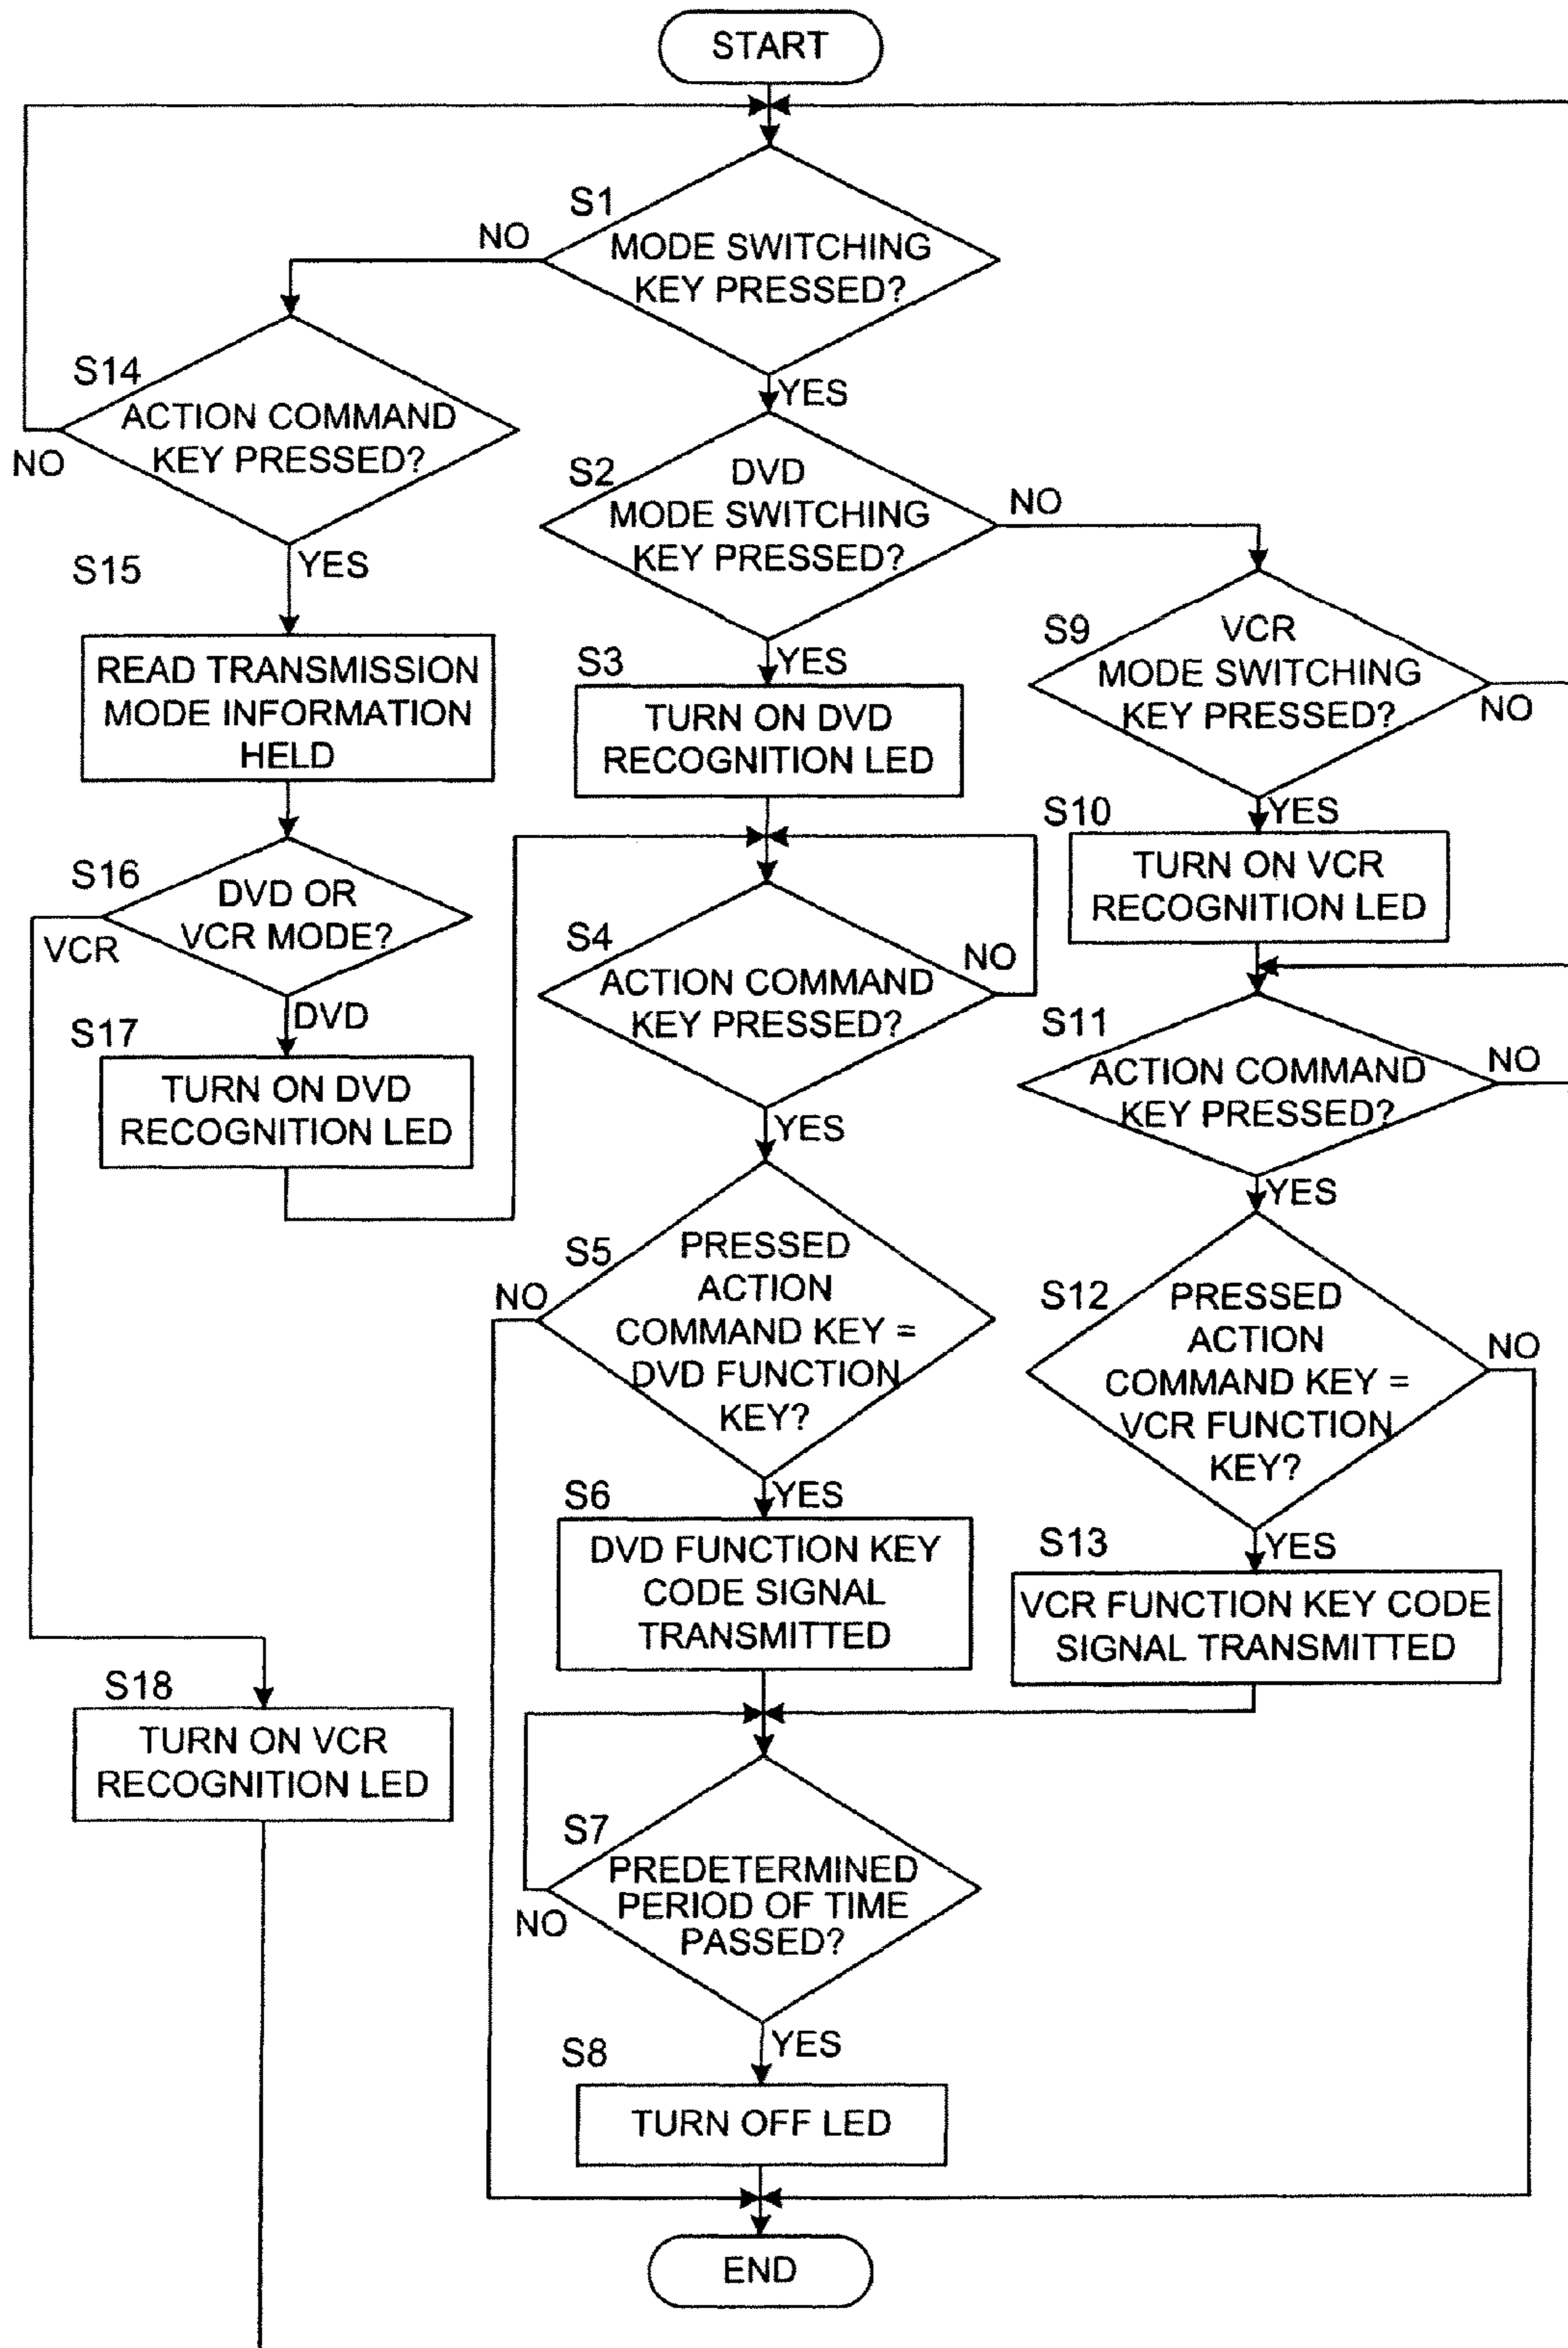 START
S1
NO
MODE SWITCHING
KEY PRESSED?
YES
S14
ACTION COMMAND
KEY PRESSED?
NO
YES
S2
DVD
MODE SWITCHING
KEY PRESSED?
NO
YES
S15
READ TRANSMISSION
MODE INFORMATION
HELD
S3
TURN ON DVD
RECOGNITION LED
S9
VCR
MODE SWITCHING
KEY PRESSED?
NO
YES
S10
TURN ON VCR
RECOGNITION LED
S16
DVD OR
VCR MODE?
VCR
DVD
S17
TURN ON DVD
RECOGNITION LED
S4
NO
ACTION COMMAND
KEY PRESSED?
YES
S11
NO
ACTION COMMAND
KEY PRESSED?
YES
S5
NO
PRESSED
ACTION
COMMAND KEY =
DVD FUNCTION
KEY?
YES
S12
PRESSED
ACTION
COMMAND KEY =
VCR FUNCTION
KEY?
NO
YES
S6
DVD FUNCTION KEY
CODE SIGNAL
TRANSMITTED
S13
VCR FUNCTION KEY CODE
SIGNAL TRANSMITTED
S18
TURN ON VCR
RECOGNITION LED
S7
PREDETERMINED
PERIOD OF TIME
PASSED?
NO
YES
S8
TURN OFF LED
END